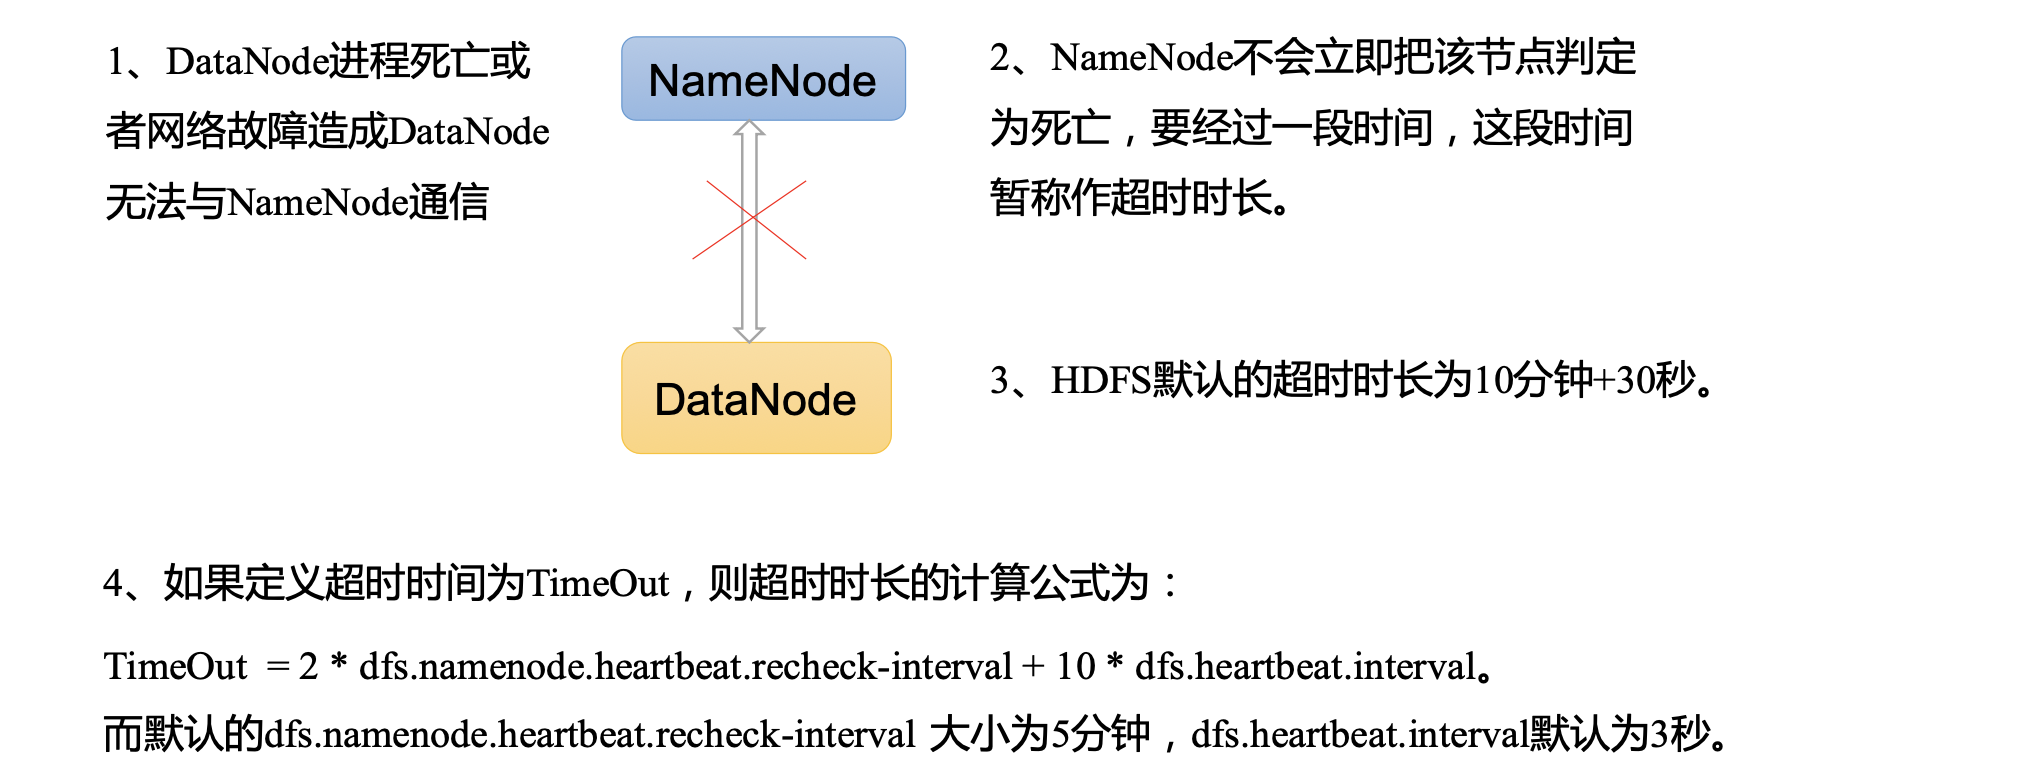 1、DataNode进程死亡或
者网络故障造成DataNode
无法与NameNode通信
NameNode
DataNode
2、NameNode不会立即把该节点判定
为死亡，要经过一段时间，这段时间
暂称作超时时长。
3、HDFS默认的超时时长为10分钟+30秒。
4、如果定义超时时间为TimeOut，则超时时长的计算公式为：
TimeOut = 2 * dfs.namenode.heartbeat.recheck-interval + 10 * dfs.heartbeat.interval。
而默认的dfs.namenode.heartbeat.recheck-interval 大小为5分钟，dfs.heartbeat.interval默认为3秒。